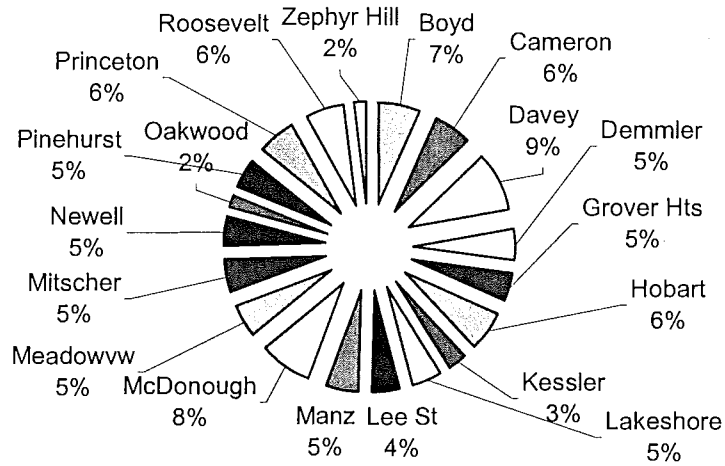 Zephyr Hill
2%
Boyd
7%
Cameron
6%
Davey
9%
Demmler
5%
Grover Hts
5%
Hobart
6%
Kessler
3%
Lakeshore
5%
Lee St
4%
Manz
5%
McDonough
8%
Meadowvw
5%
Mitscher
5%
Newell
5%
Oakwood
2%
Pinehurst
5%
Princeton
6%
Roosevelt
6%